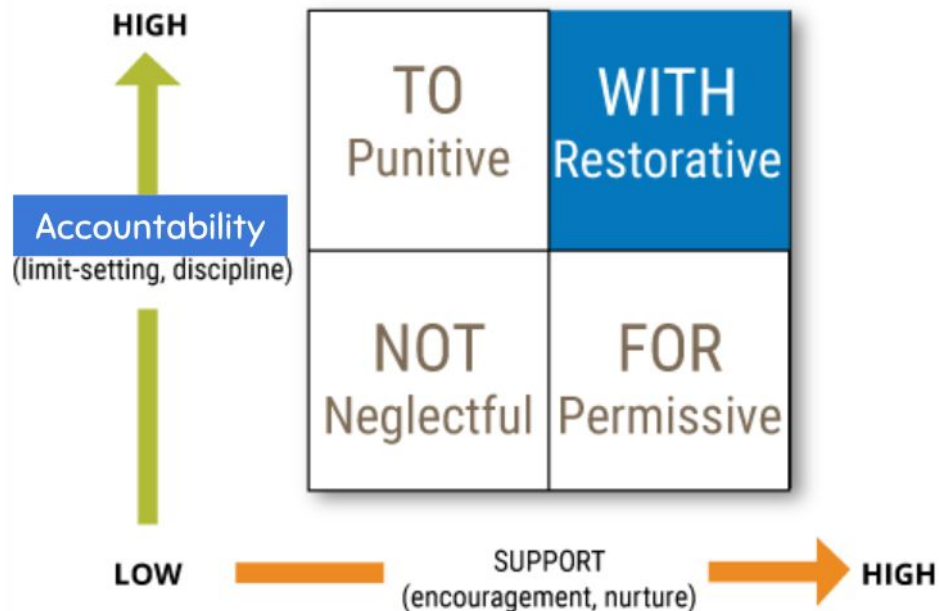 HIGH
TO
Punitive
WITH
Restorative
Accountability
(limit-setting, discipline)
NOT
Neglectful
FOR
Permissive
LOW
SUPPORT
(encouragement, nurture)
HIGH